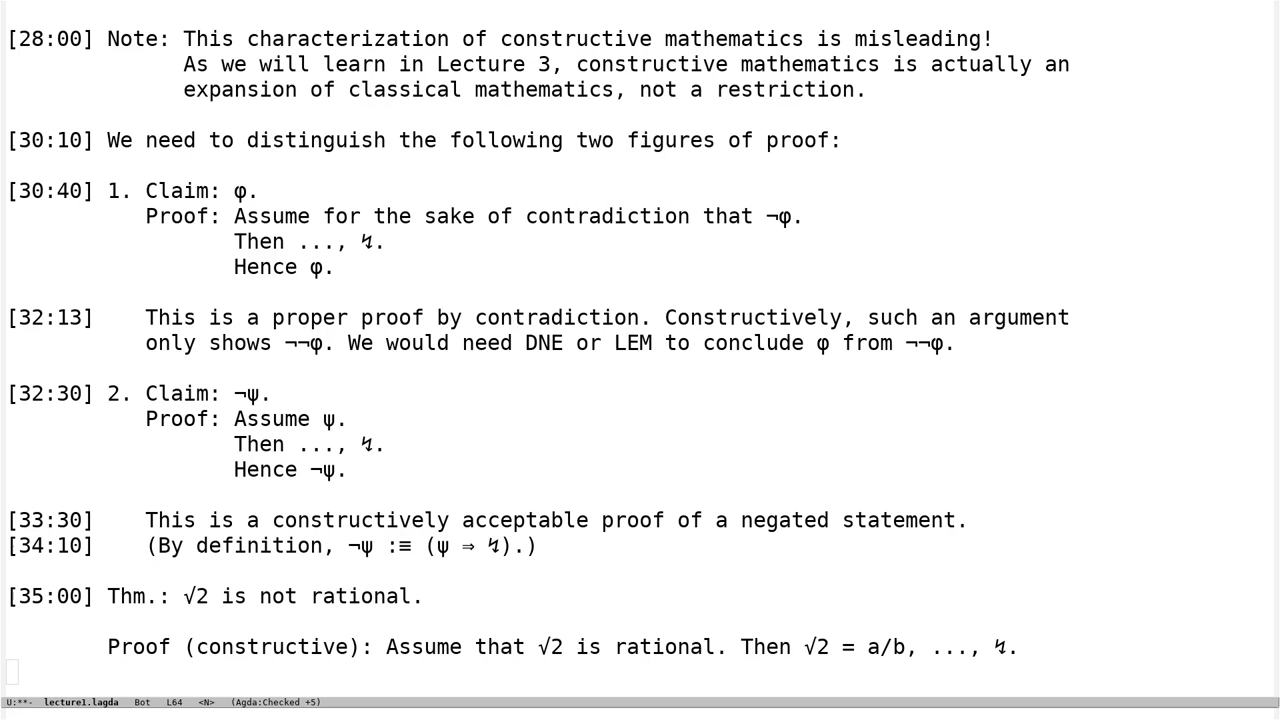 [28:00] Note: This characterization of constructive mathematics is misleading!
As we will learn in Lecture 3, constructive mathematics is actually an
expansion of classical mathematics, not a restriction.
[30:10] We need to distinguish the following two figures of proof:
[30:40] 1. Claim: φ.
Proof: Assume for the sake of contradiction that ¬φ.
Then ..., ↯.
Hence φ.
[32:13] This is a proper proof by contradiction. Constructively, such an argument
only shows ¬¬φ. We would need DNE or LEM to conclude φ from ¬¬φ.
[32:30] 2. Claim: ¬ψ.
Proof: Assume ψ.
Then ..., ↯.
Hence ¬ψ.
[33:30] This is a constructively acceptable proof of a negated statement.
[34:10] (By definition, ¬ψ :≡ (ψ ⇒ ↯).)
[35:00] Thm.: √2 is not rational.
Proof (constructive): Assume that √2 is rational. Then √2 = a/b, ..., ↯.
U:**- lecture1.lagda Bot L64 <N> (Agda:Checked +5)